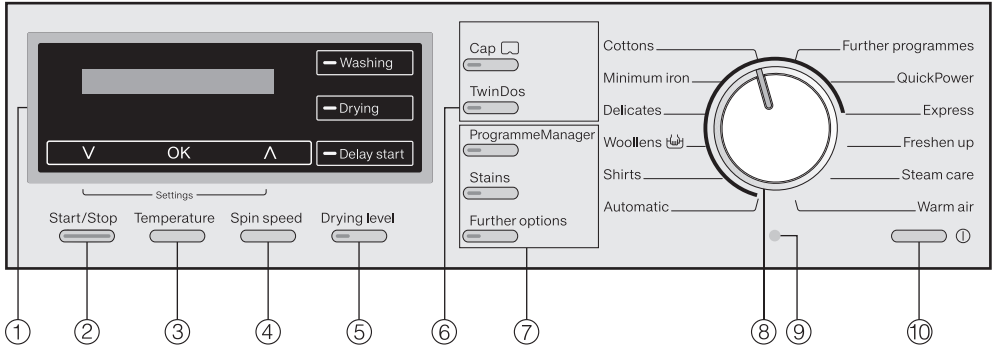 Washing
Drying
Delay start
OK
Settings
Start/Stop
Temperature
Spin speed
Drying level
Cap
TwinDos
ProgrammeManager
Stains
Further options
Cottons
Minimum iron
Delicates
Woollens
Shirts
Automatic
Further programmes
QuickPower
Express
Freshen up
Steam care
Warm air
1
2
3
4
5
6
7
8
9
10